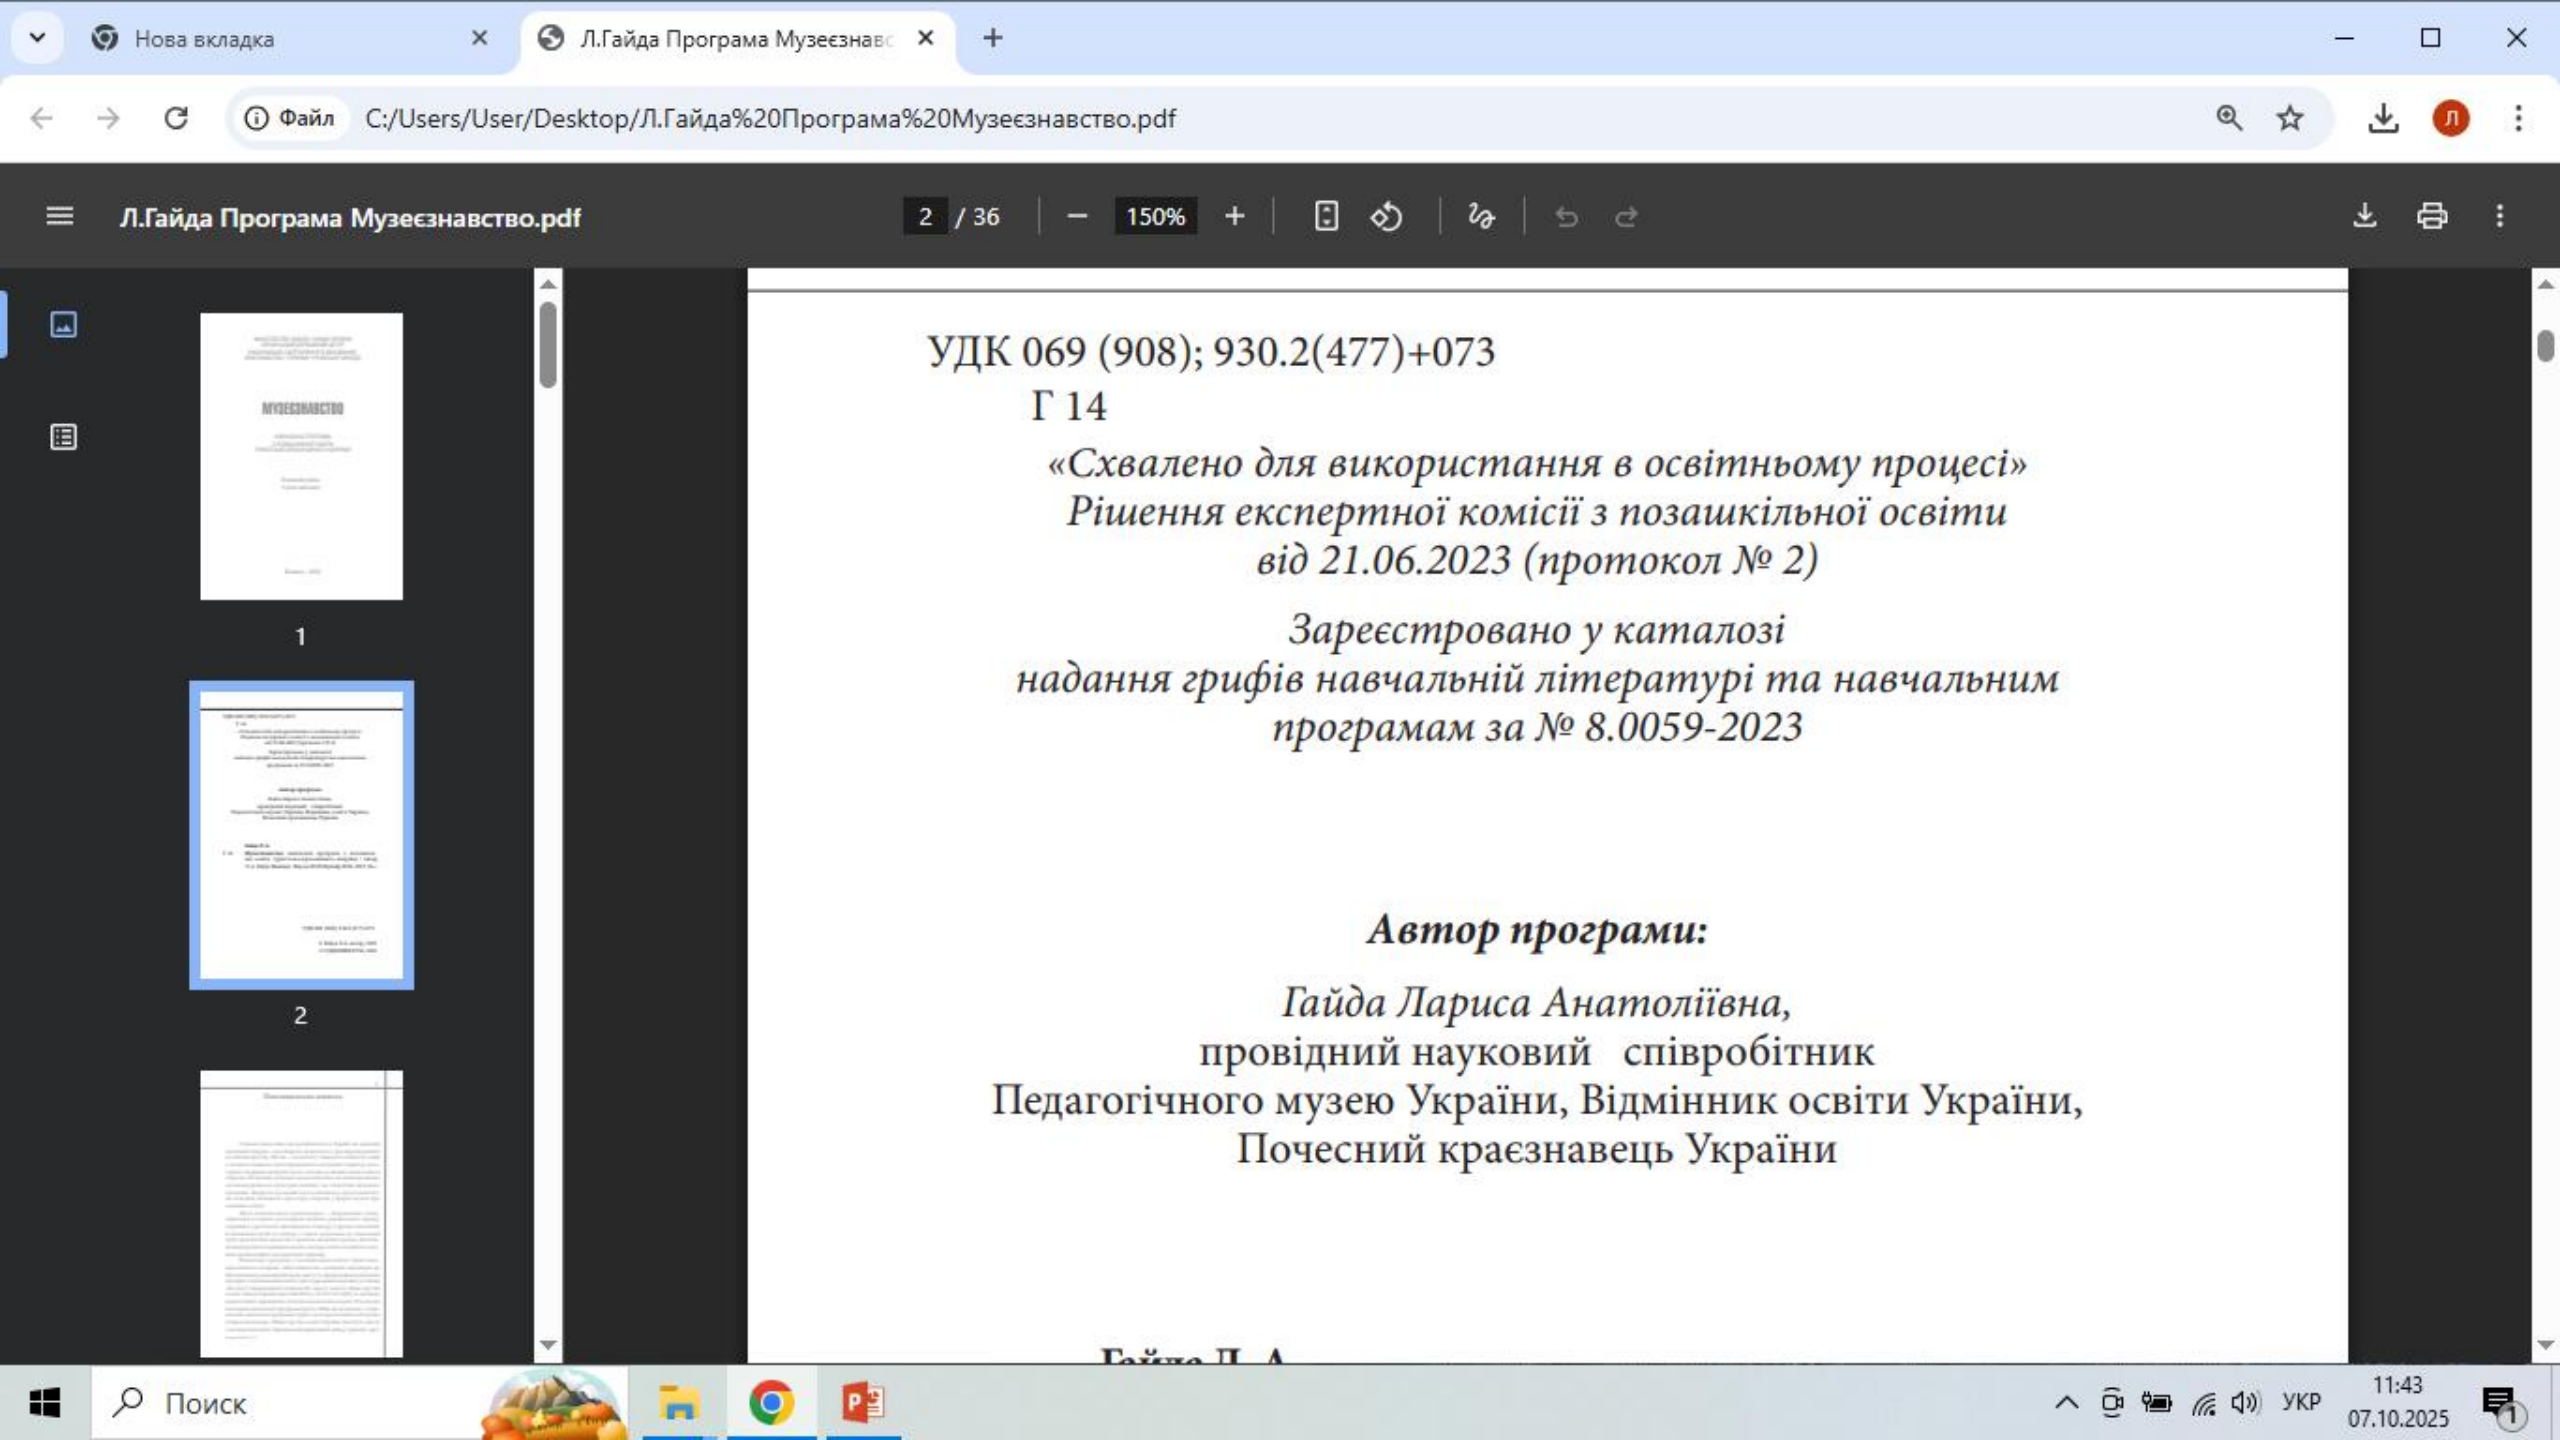 Нова вкладка
Л.Гайда Програма Музеєзнавс
Файл
C:/Users/User/Desktop/Л.Гайда%20Програма%20Музеєзнавство.pdf
Л
Л.Гайда Програма Музеєзнавство.pdf
2 / 36
150%
МУЗЕЄЗНАВСТВО
1
2
УДК 069 (908); 930.2(477)+073
Г 14
«Схвалено для використання в освітньому процесі»
Рішення експертної комісії з позашкільної освіти
від 21.06.2023 (протокол № 2)
Зареєстровано у каталозі
надання грифів навчальній літературі та навчальним
програмам за № 8.0059-2023
Автор програми:
Гайда Лариса Анатоліївна,
провідний науковий співробітник
Педагогічного музею України, Відмінник освіти України,
Почесний краєзнавець України
Гайда Л. А.
Поиск
УКР
11:43
07.10.2025
1